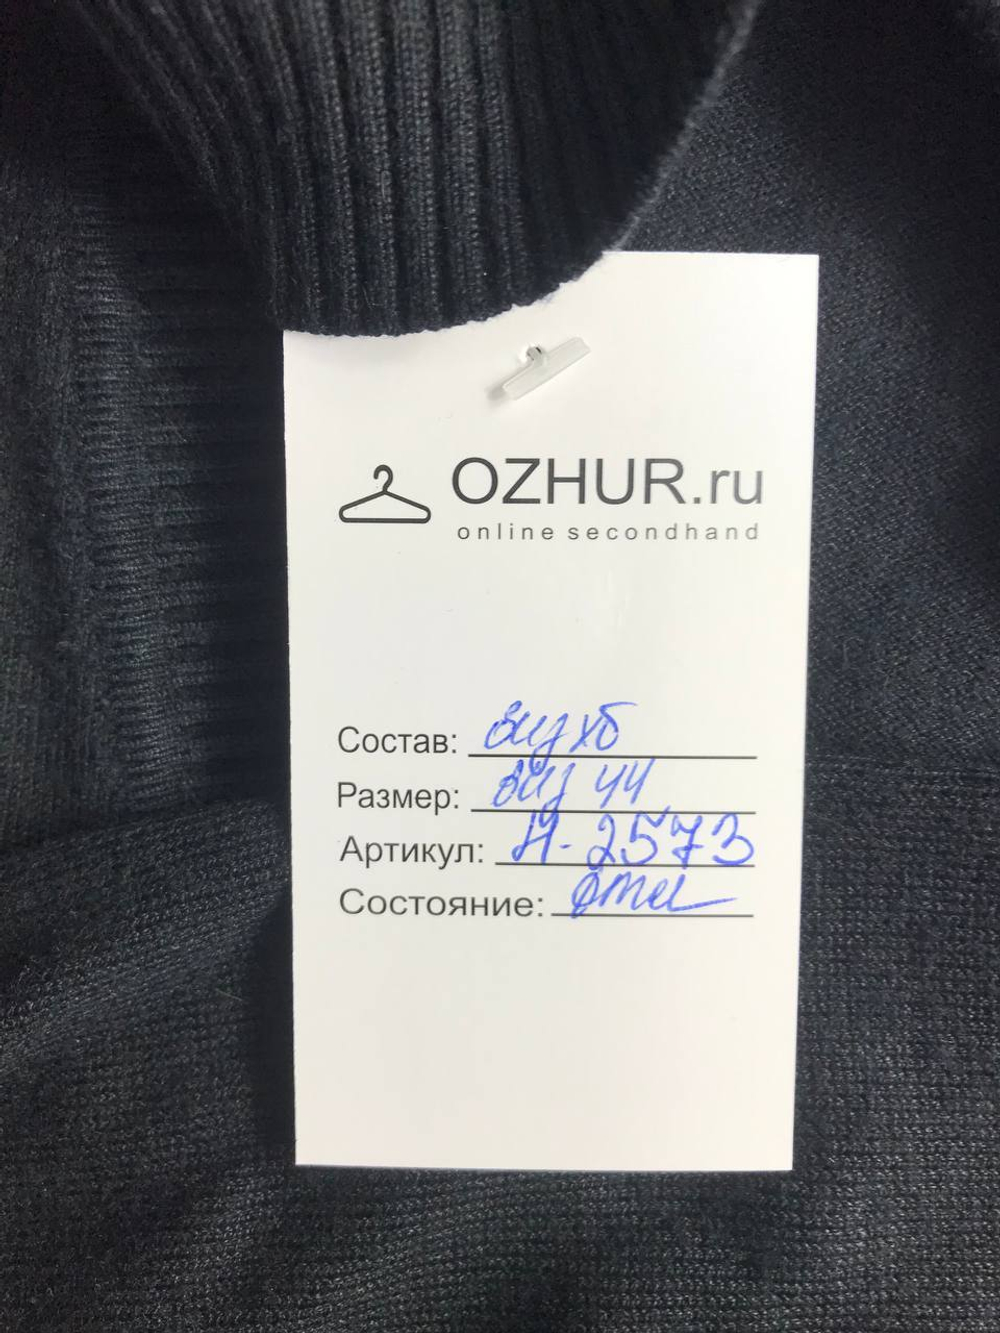 OZHUR.ru
online secondhand
Состав: виз хб
Размер: виз 44
Артикул: И-2573
Состояние: отл